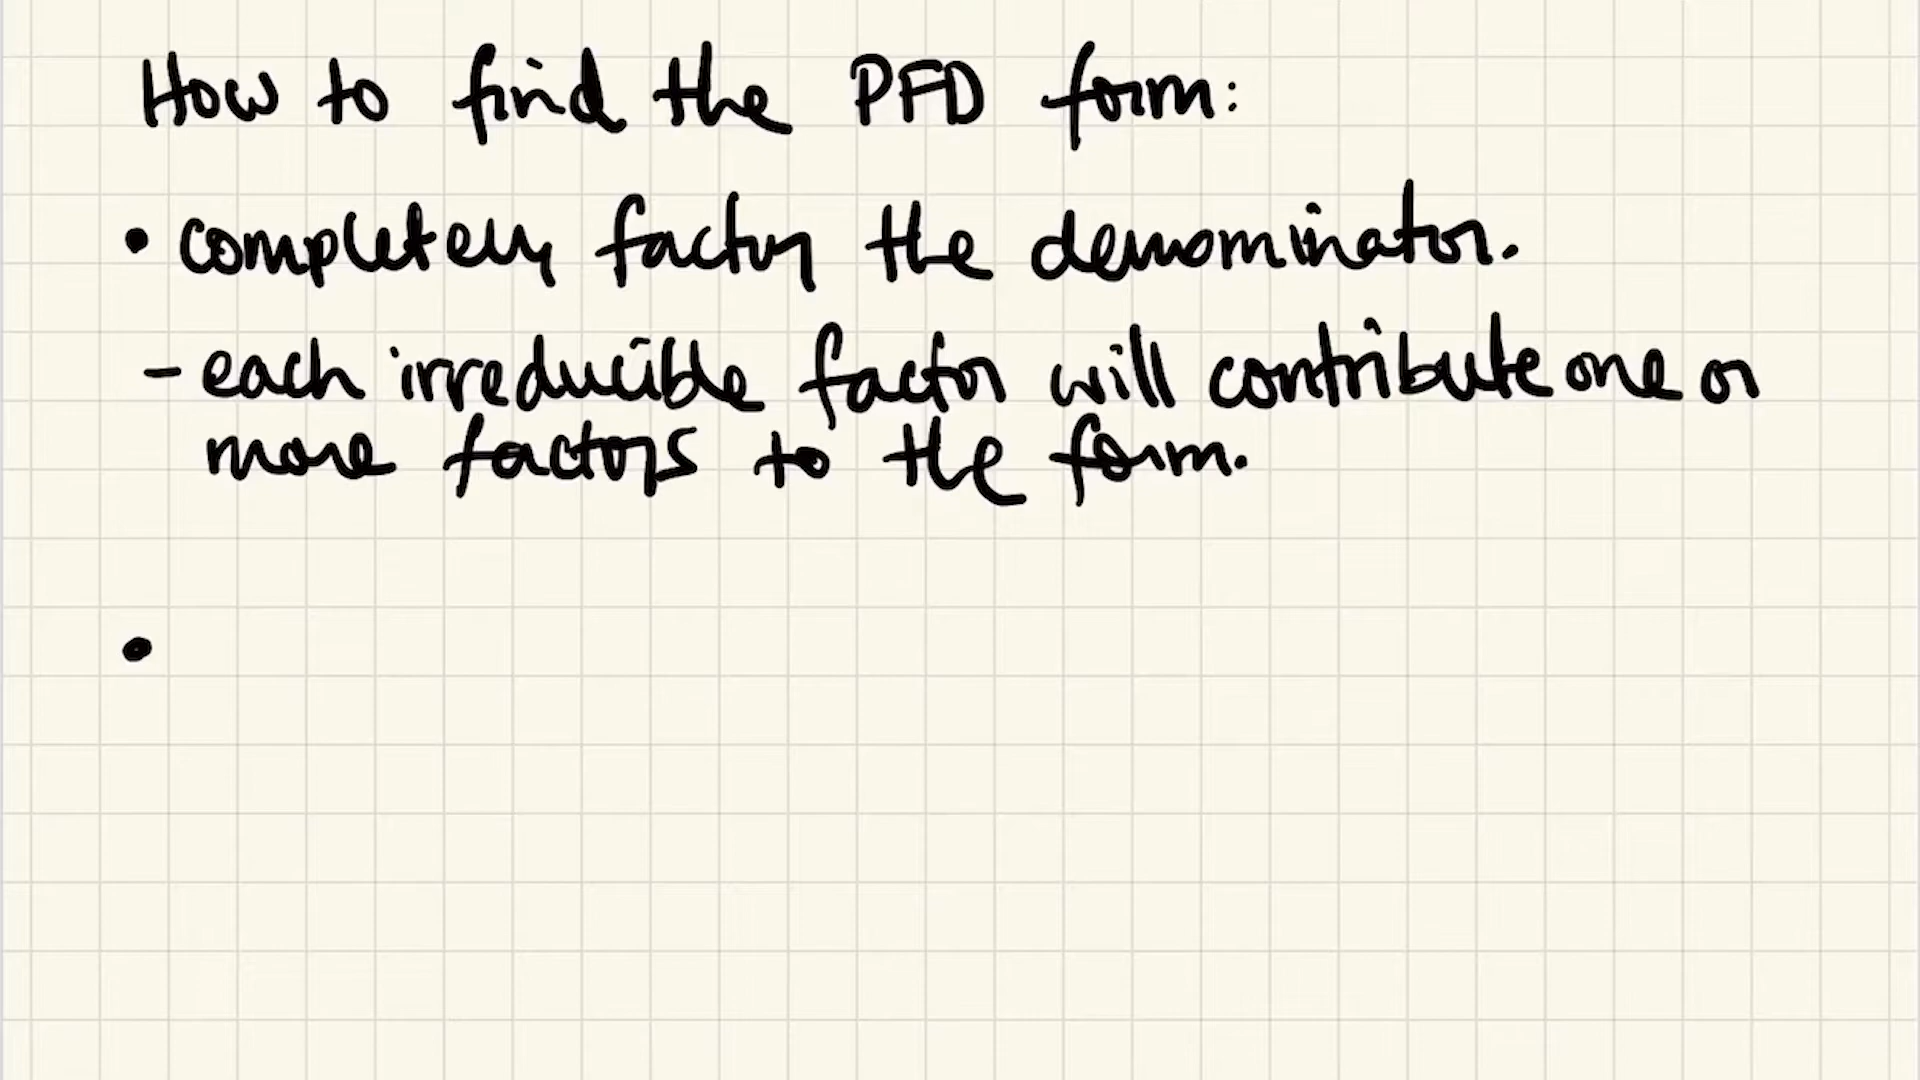 How to find the PFD form:
• completely factor the denominator.
- each irreducible factor will contribute one or
more factors to the form.
•